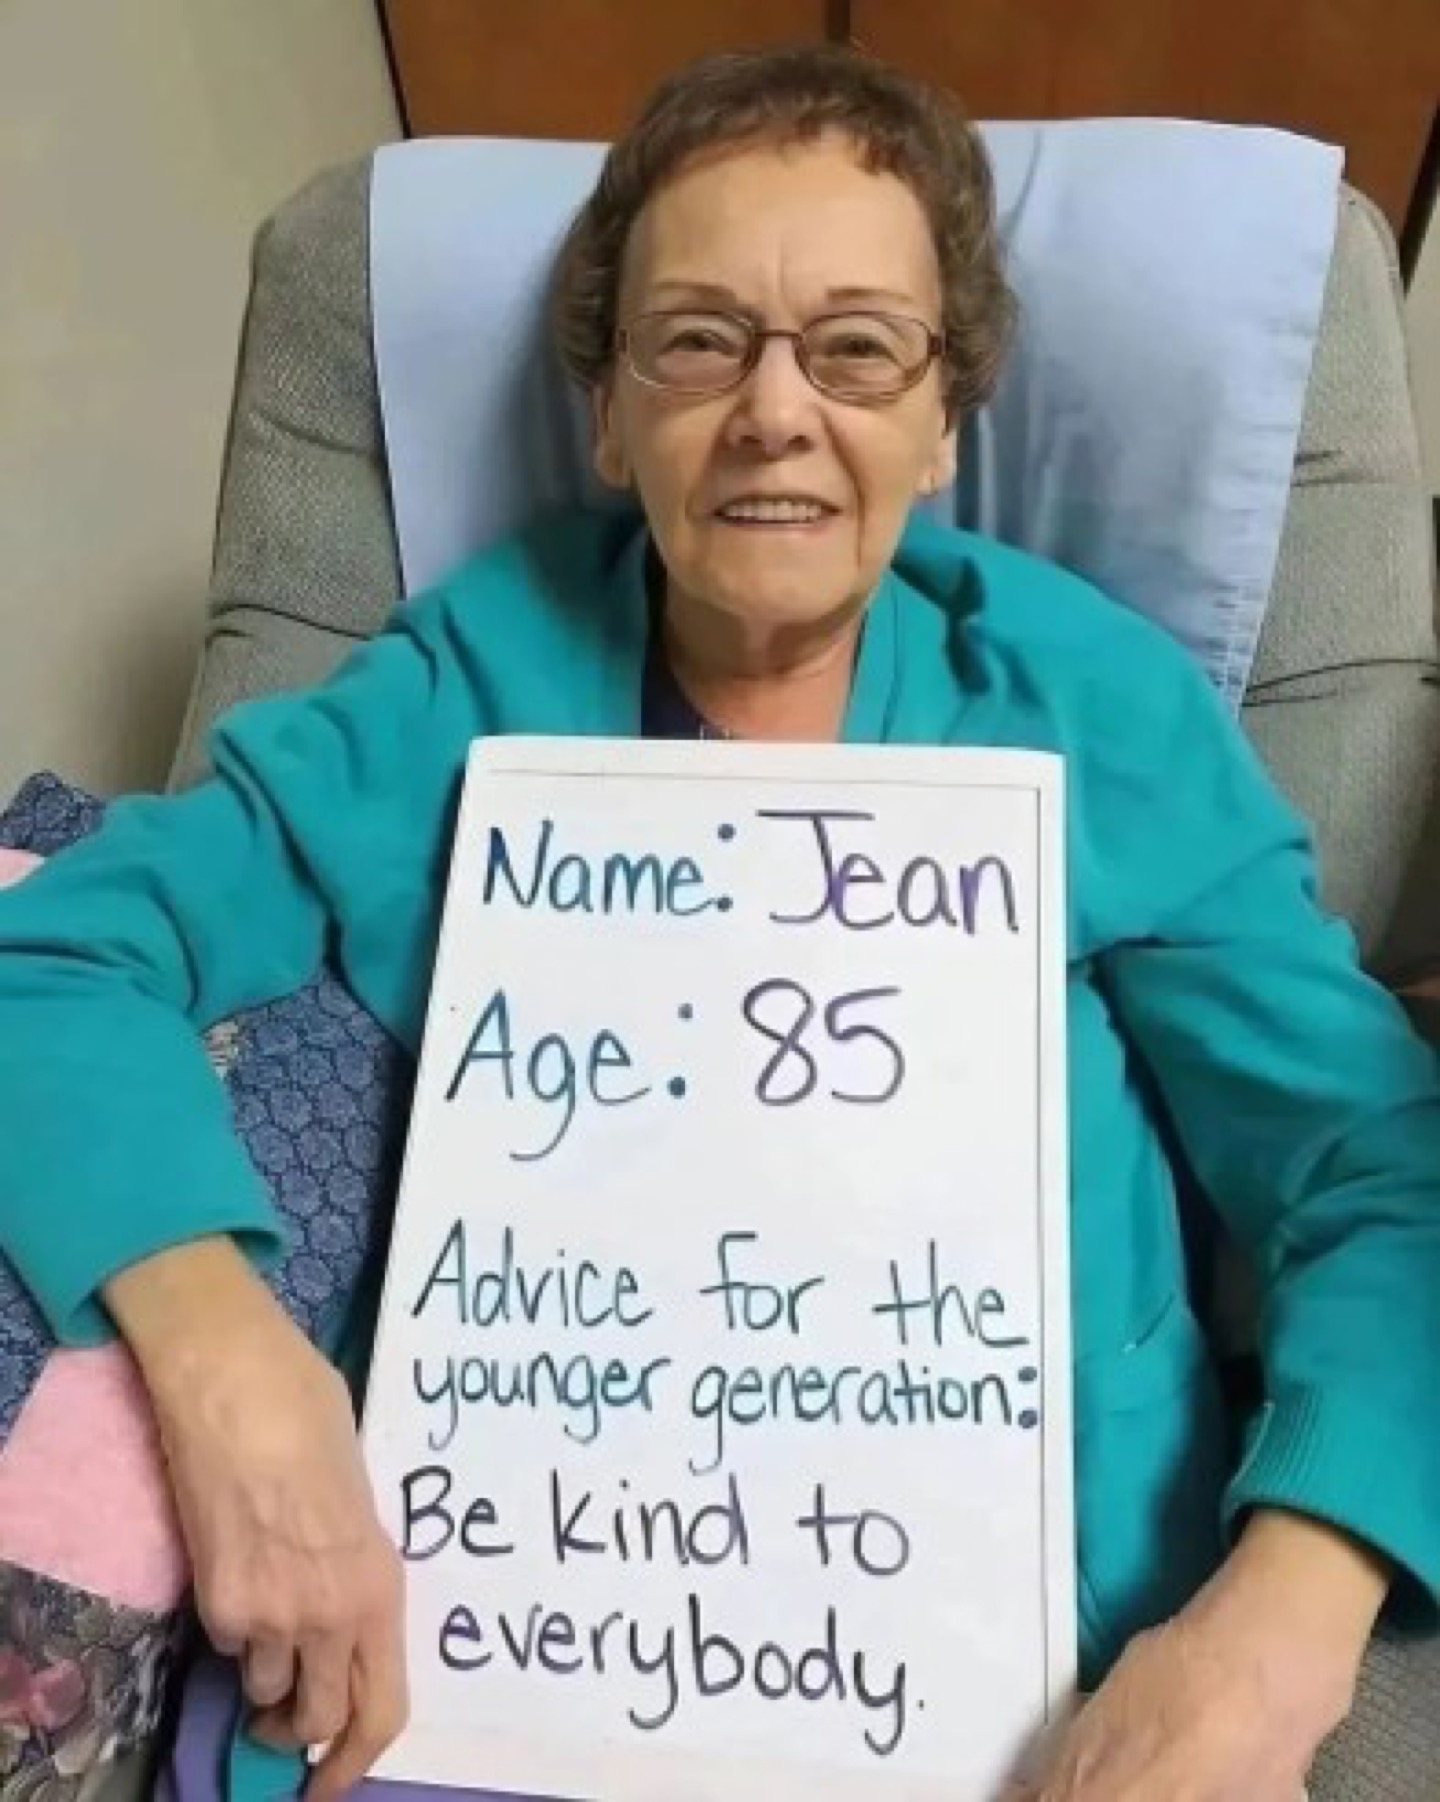 Name: Jean
Age: 85
Advice for the
younger generation:
Be kind to
everybody.